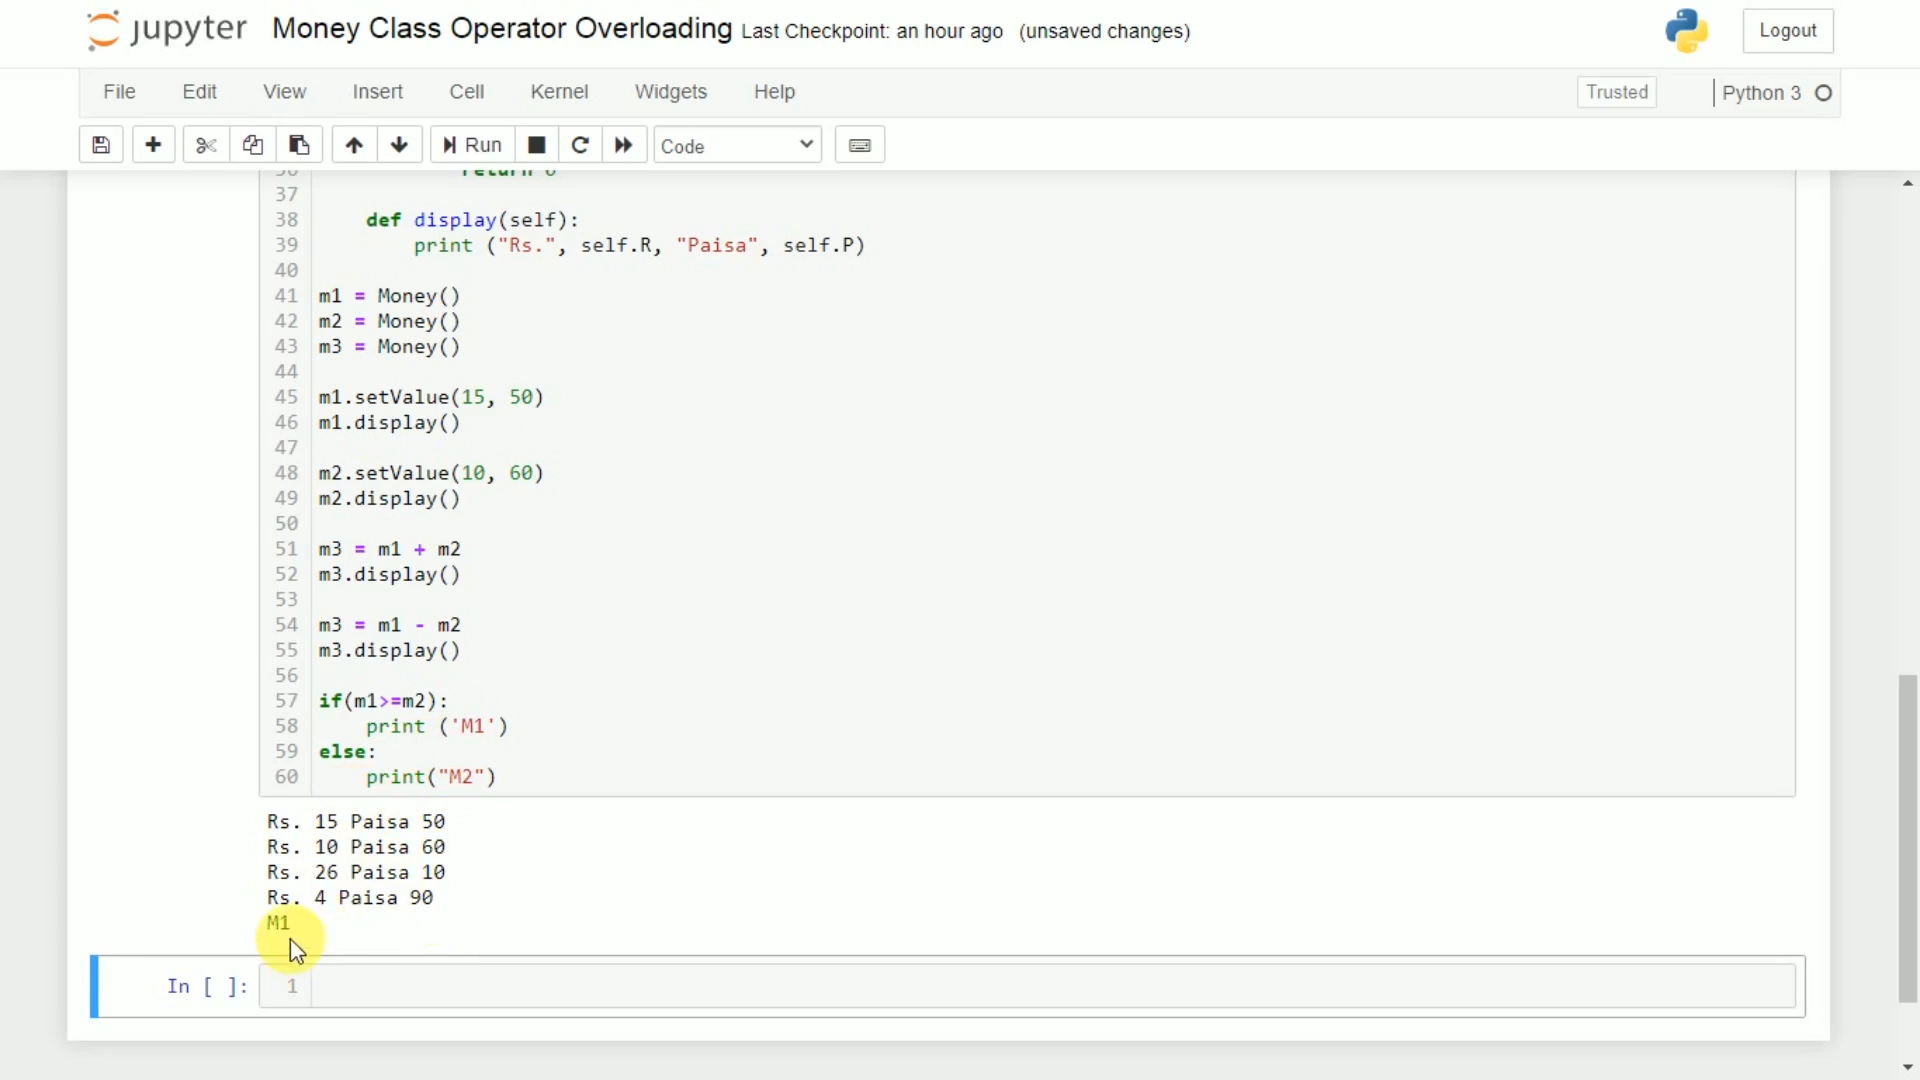 jupyter Money Class Operator Overloading Last Checkpoint: an hour ago (unsaved changes) Logout
File Edit View Insert Cell Kernel Widgets Help Trusted Python 3
Run Code
37
38     def display(self):
39         print ("Rs.", self.R, "Paisa", self.P)
40
41 m1 = Money()
42 m2 = Money()
43 m3 = Money()
44
45 m1.setValue(15, 50)
46 m1.display()
47
48 m2.setValue(10, 60)
49 m2.display()
50
51 m3 = m1 + m2
52 m3.display()
53
54 m3 = m1 - m2
55 m3.display()
56
57 if(m1>=m2):
58     print ('M1')
59 else:
60     print("M2")
Rs. 15 Paisa 50
Rs. 10 Paisa 60
Rs. 26 Paisa 10
Rs. 4 Paisa 90
M1
In [ ]: 1